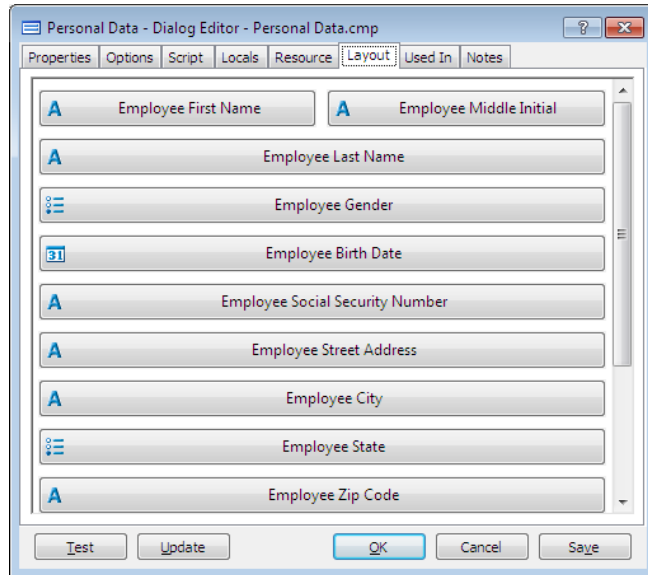 Personal Data - Dialog Editor - Personal Data.cmp ?
Properties Options Script Locals Resource Layout Used In Notes
A Employee First Name A Employee Middle Initial
A Employee Last Name
Employee Gender
31 Employee Birth Date
A Employee Social Security Number
A Employee Street Address
A Employee City
Employee State
A Employee Zip Code
Test Update OK Cancel Save